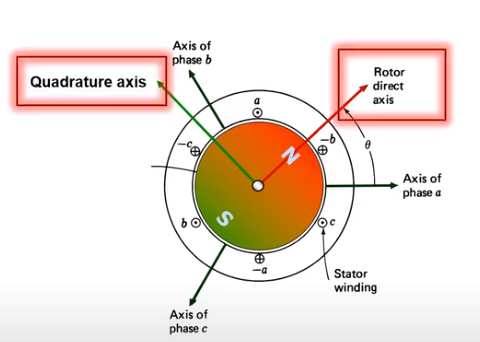 Axis of
phase b
Quadrature axis
Rotor
direct
axis
a
-c
-b
θ
N
Axis of
phase a
S
b
c
-a
Stator
winding
Axis of
phase c